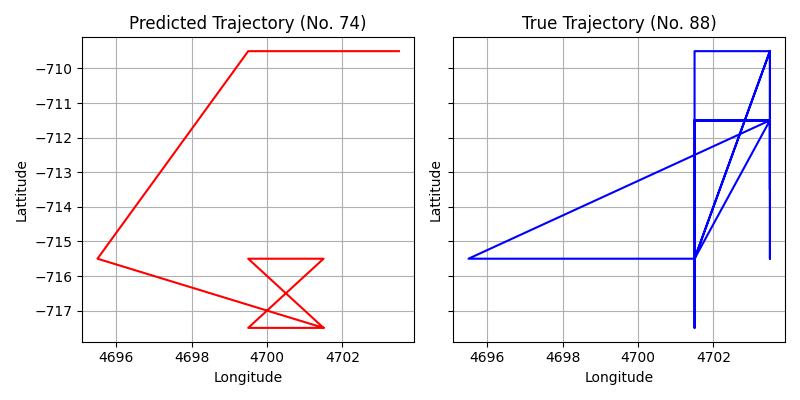 Predicted Trajectory (No. 74)
True Trajectory (No. 88)
−710
−711
−712
−713
−714
−715
−716
−717
Lattitude
Lattitude
4696 4698 4700 4702
4696 4698 4700 4702
Longitude
Longitude